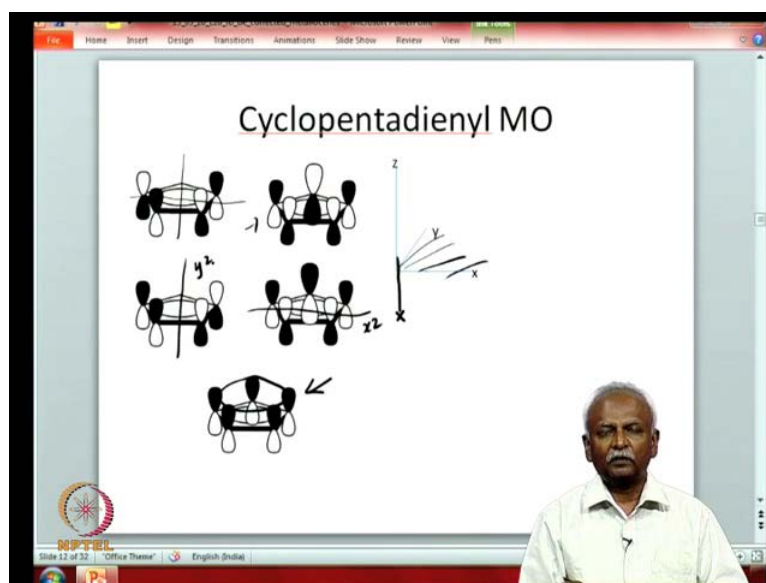 File Home Insert Design Transitions Animations Slide Show Review View Pens
Cyclopentadienyl MO
z
y
x
yz
xz
x
NPTEL
Slide 12 of 32 "Office Theme" English (India)